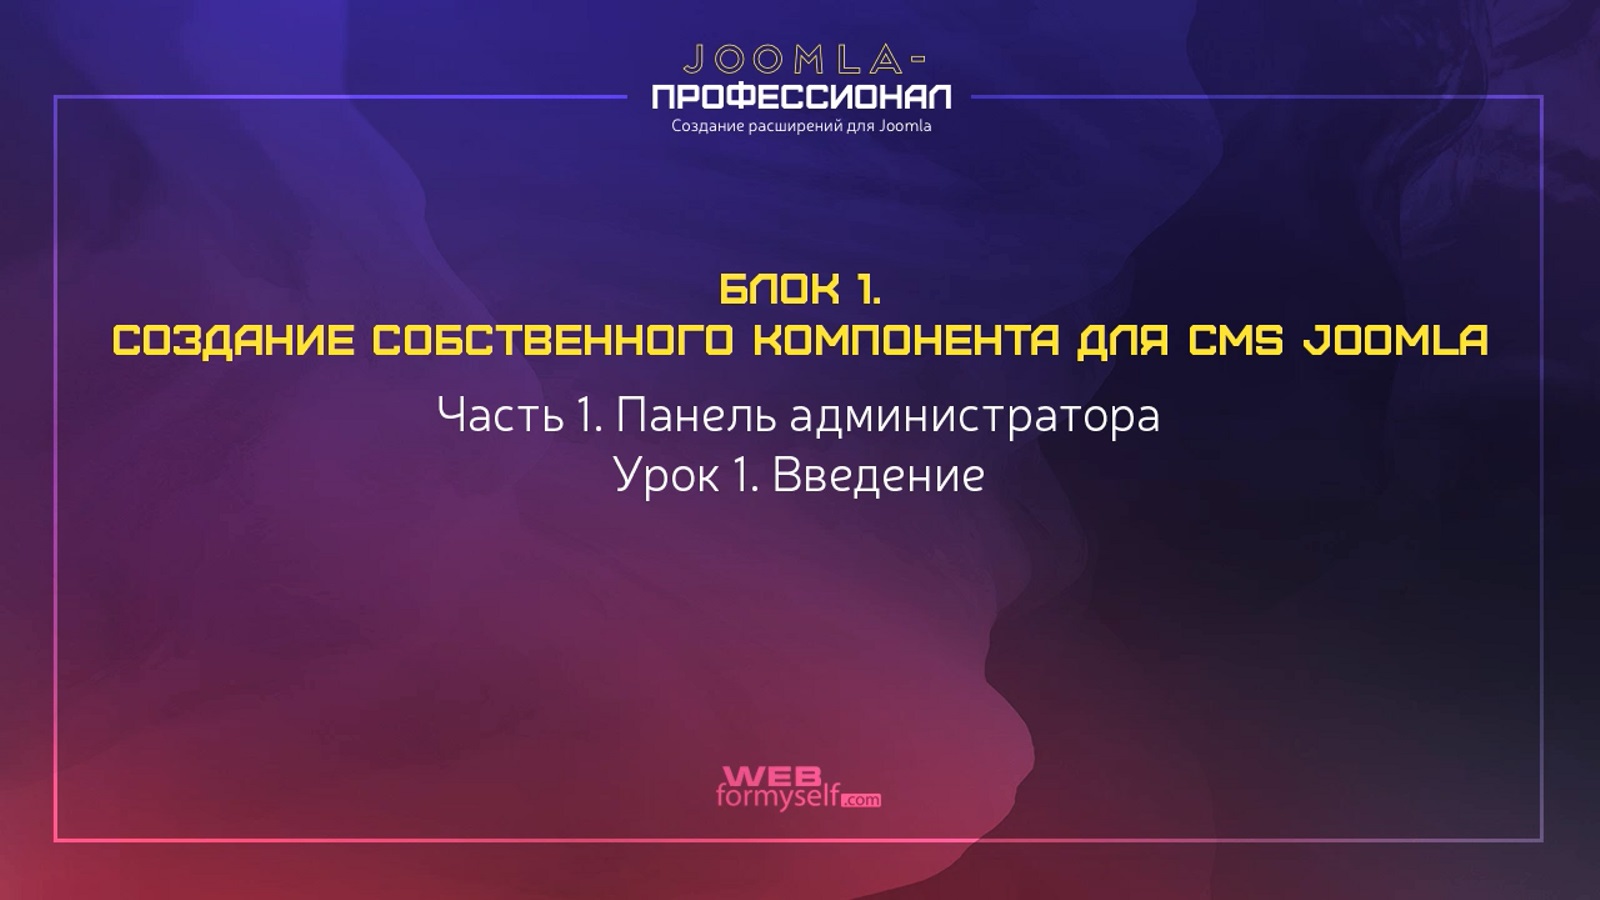 JOOMLA-
ПРОФЕССИОНАЛ
Создание расширений для Joomla
БЛОК 1.
СОЗДАНИЕ СОБСТВЕННОГО КОМПОНЕНТА ДЛЯ CMS JOOMLA
Часть 1. Панель администратора
Урок 1. Введение
WEB
formyself.com